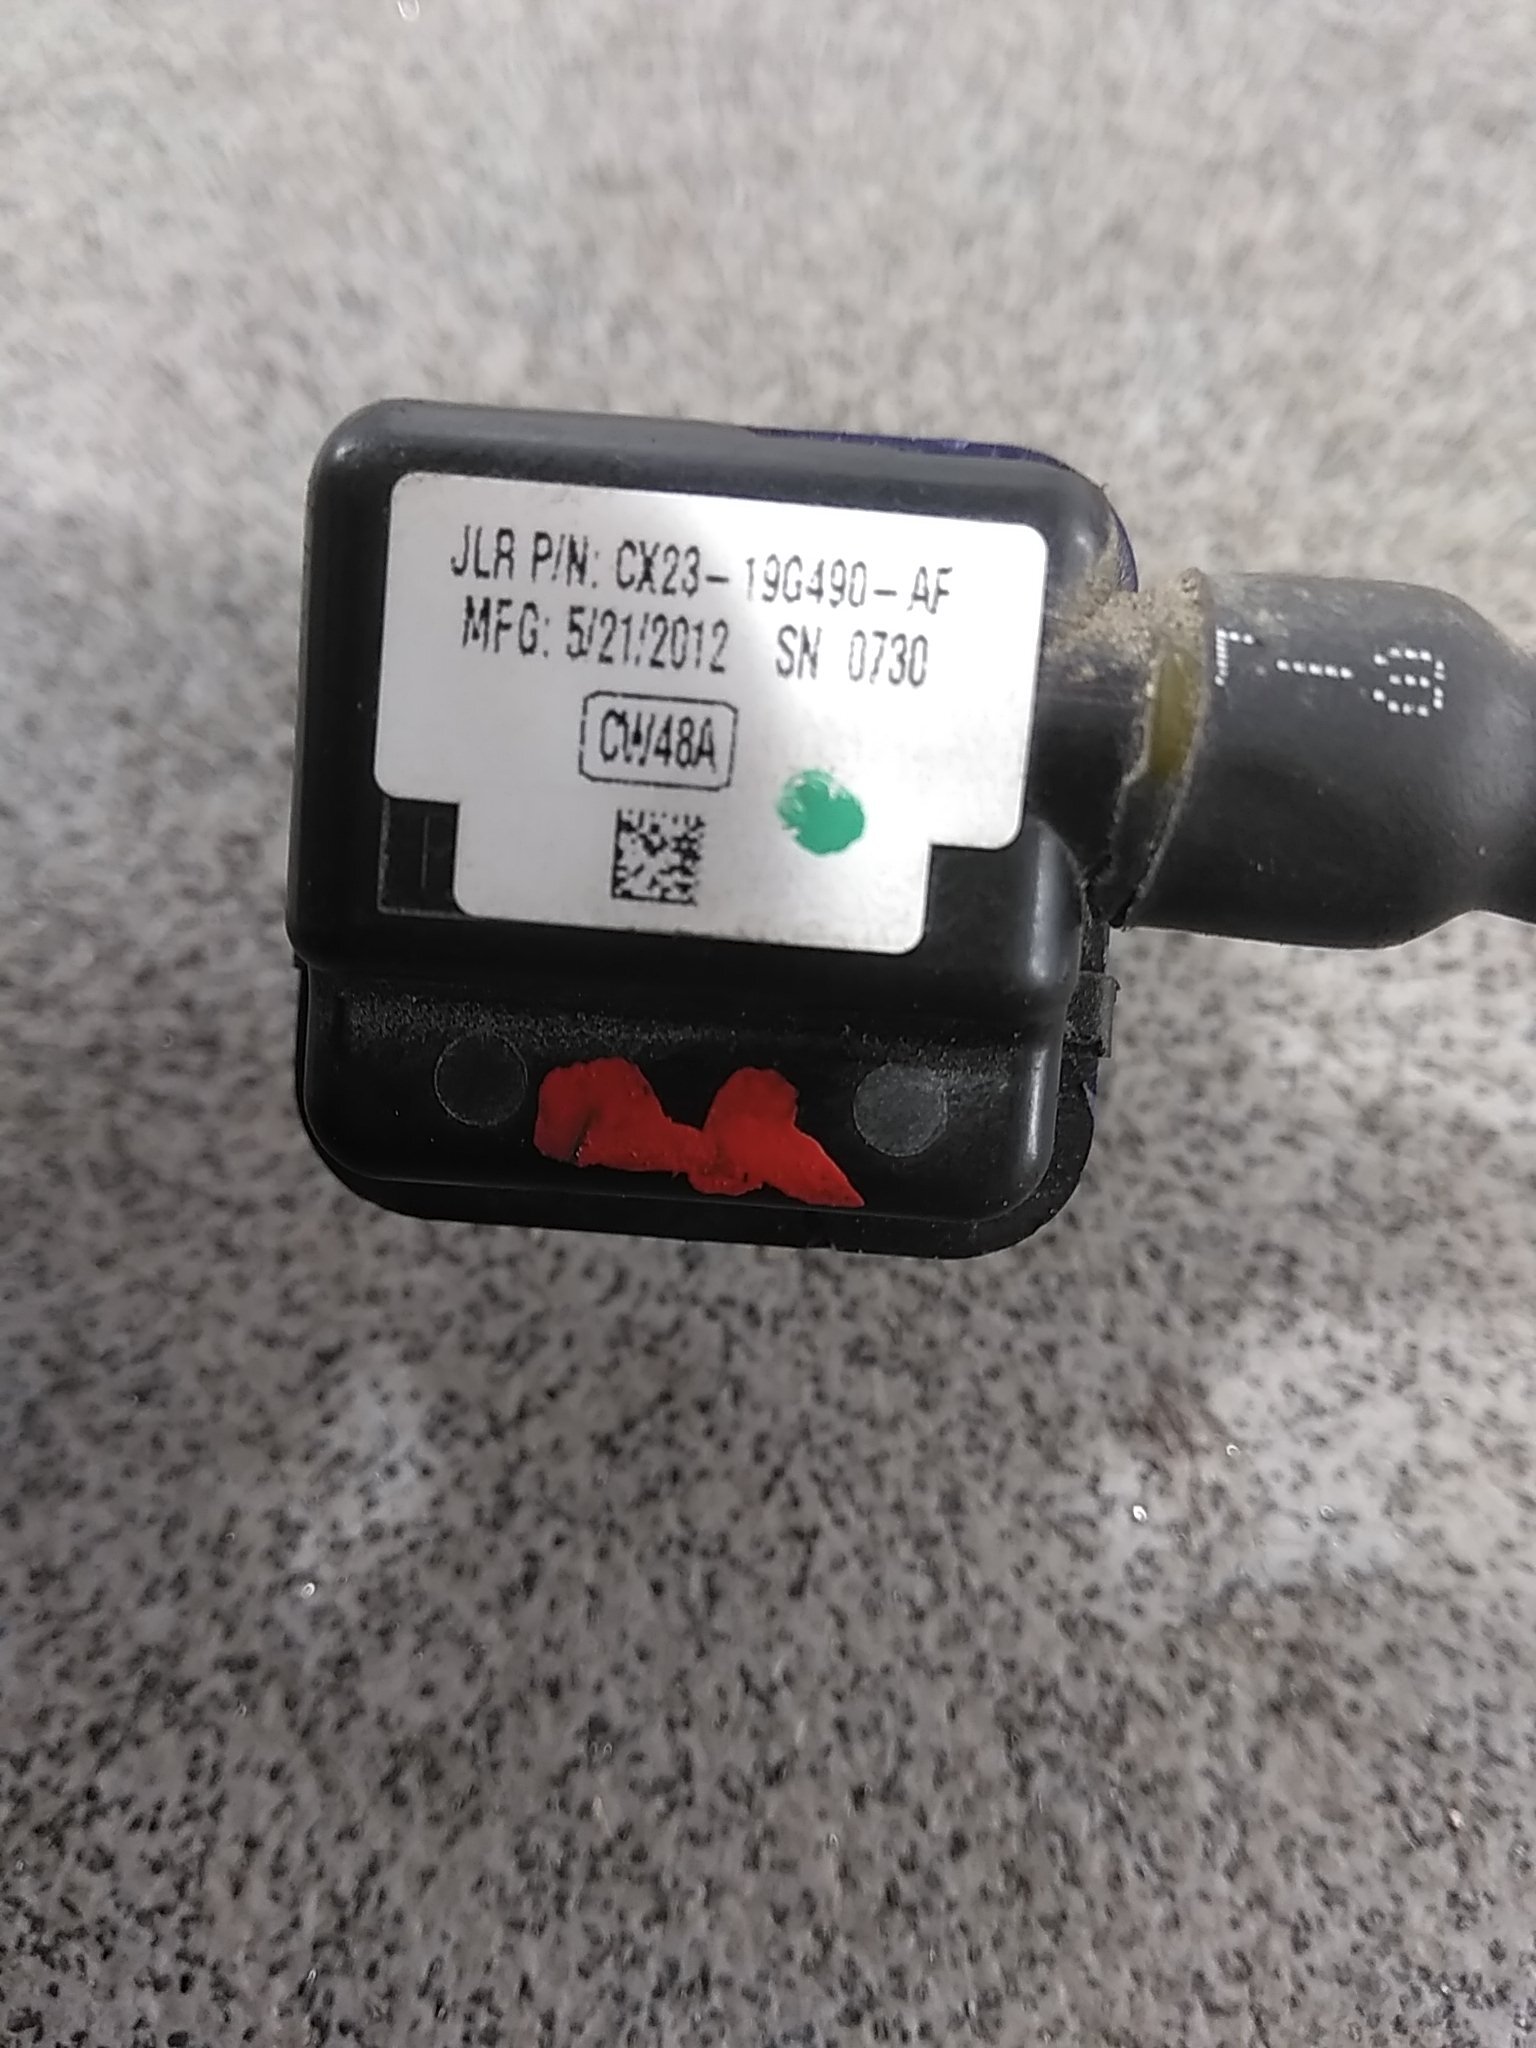 JLR P/N: CX23-19G490-AF
MFG: 5/21/2012 SN 0730
CW48A